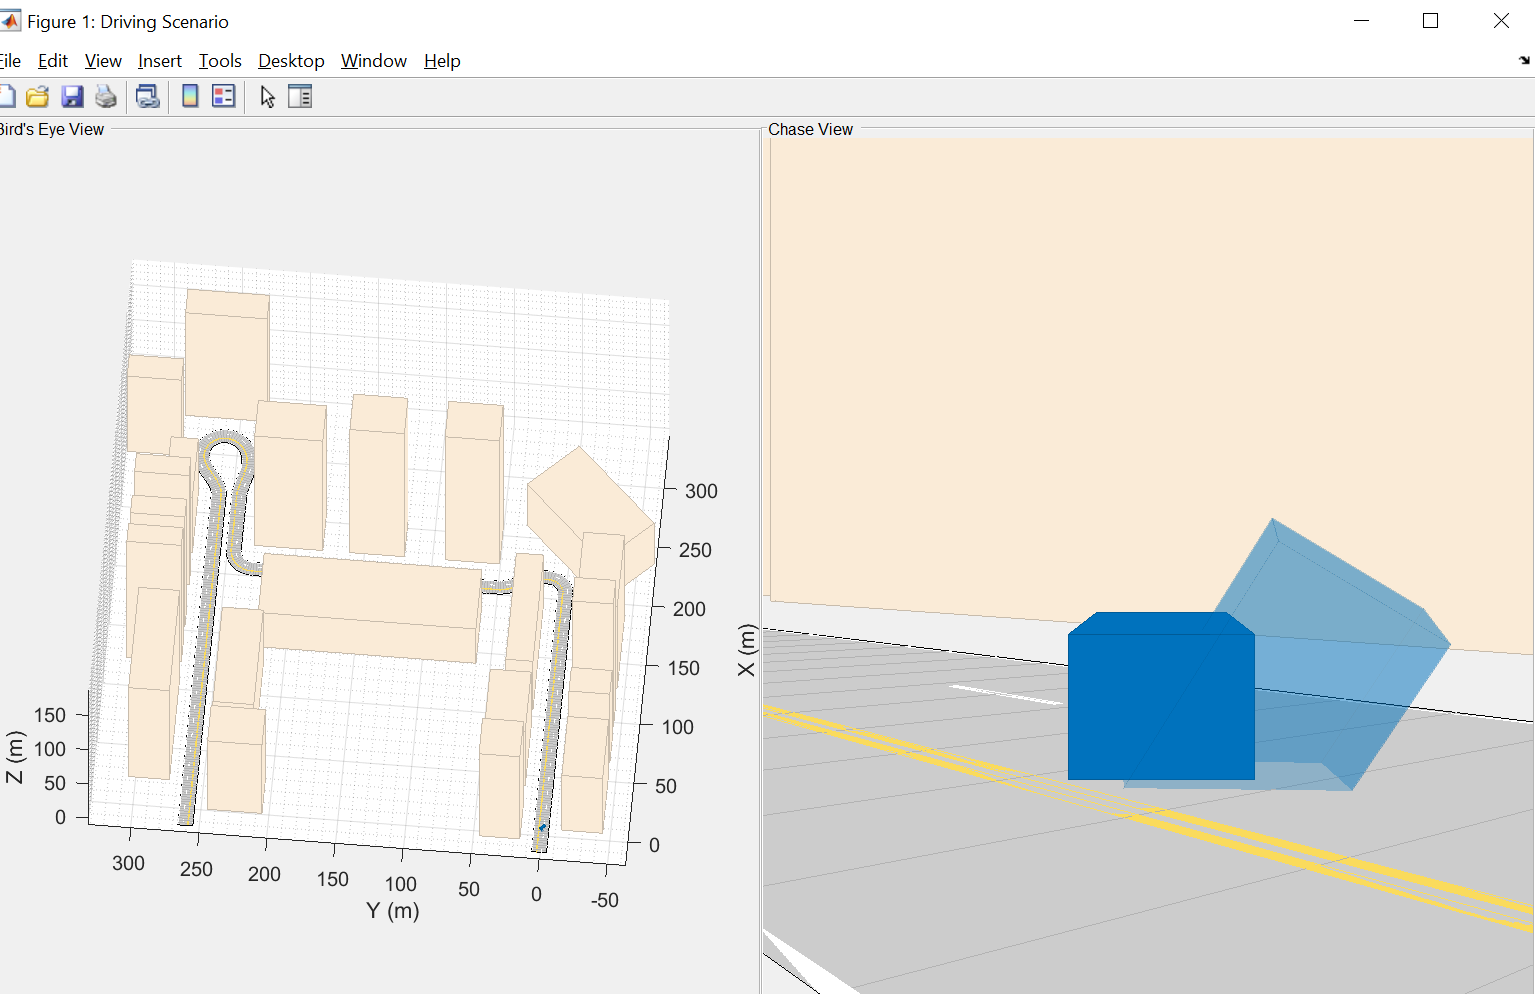 Figure 1: Driving Scenario
File Edit View Insert Tools Desktop Window Help
Bird's Eye View
Chase View
300
250
200
150
100
50
0
X (m)
150
100
50
0
Z (m)
300 250 200 150 100 50 0 -50
Y (m)